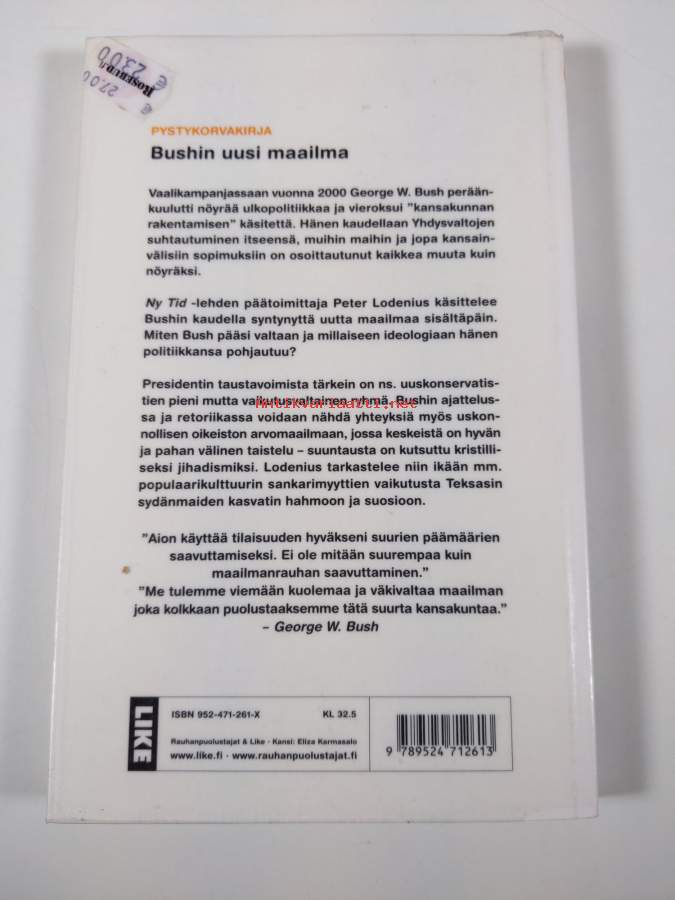 € 23.00
ROSEBUD
€ 27.00
PYSTYKORVAKIRJA
Bushin uusi maailma
Vaalikampanjassaan vuonna 2000 George W. Bush perään-
kuulutti nöyrää ulkopolitiikkaa ja vieroksui ”kansakunnan
rakentamisen” käsitettä. Hänen kaudellaan Yhdysvaltojen
suhtautuminen itseensä, muihin maihin ja jopa kansain-
välisiin sopimuksiin on osoittautunut kaikkea muuta kuin
nöyräksi.
Ny Tid -lehden päätoimittaja Peter Lodenius käsittelee
Bushin kaudella syntynyttä uutta maailmaa sisältäpäin.
Miten Bush pääsi valtaan ja millaiseen ideologiaan hänen
politiikkansa pohjautuu?
Presidentin taustavoimista tärkein on ns. uuskonservatis-
tien pieni mutta vaikutusvaltainen ryhmä. Bushin ajattelus-
Antikvariaatti.net
sa ja retoriikassa voidaan nähdä yhteyksiä myös uskon-
nollisen oikeiston arvomaailmaan, jossa keskeistä on hyvän
ja pahan välinen taistelu – suuntausta on kutsuttu kristilli-
seksi jihadismiksi. Lodenius tarkastelee niin ikään mm.
populaarikulttuurin sankarimyyttien vaikutusta Teksasin
sydänmaiden kasvatin hahmoon ja suosioon.
”Aion käyttää tilaisuuden hyväkseni suurien päämäärien
saavuttamiseksi. Ei ole mitään suurempaa kuin
maailmanrauhan saavuttaminen.”
”Me tulemme viemään kuolemaa ja väkivaltaa maailman
joka kolkkaan puolustaaksemme tätä suurta kansakuntaa.”
– George W. Bush
LIKE
ISBN 952-471-261-X KL 32.5
Rauhanpuolustajat & Like · Kansi: Eliza Karmasalo
www.like.fi · www.rauhanpuolustajat.fi
9 789524 712613